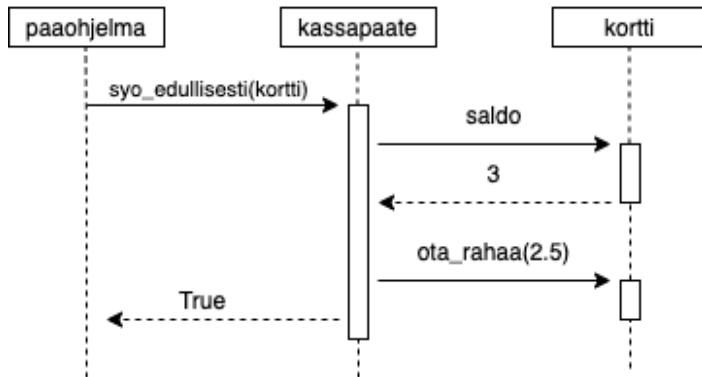 paaohjelma
kassapaate
kortti
syo_edullisesti(kortti)
saldo
3
ota_rahaa(2.5)
True